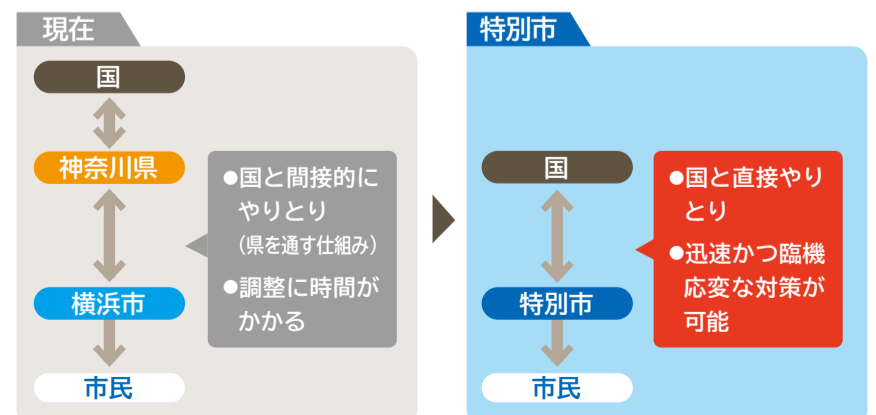 現在
国
神奈川県
●国と間接的に
やりとり
(県を通す仕組み)
●調整に時間が
かかる
横浜市
市民
特別市
国
●国と直接やり
とり
●迅速かつ臨機
応変な対策が
可能
特別市
市民